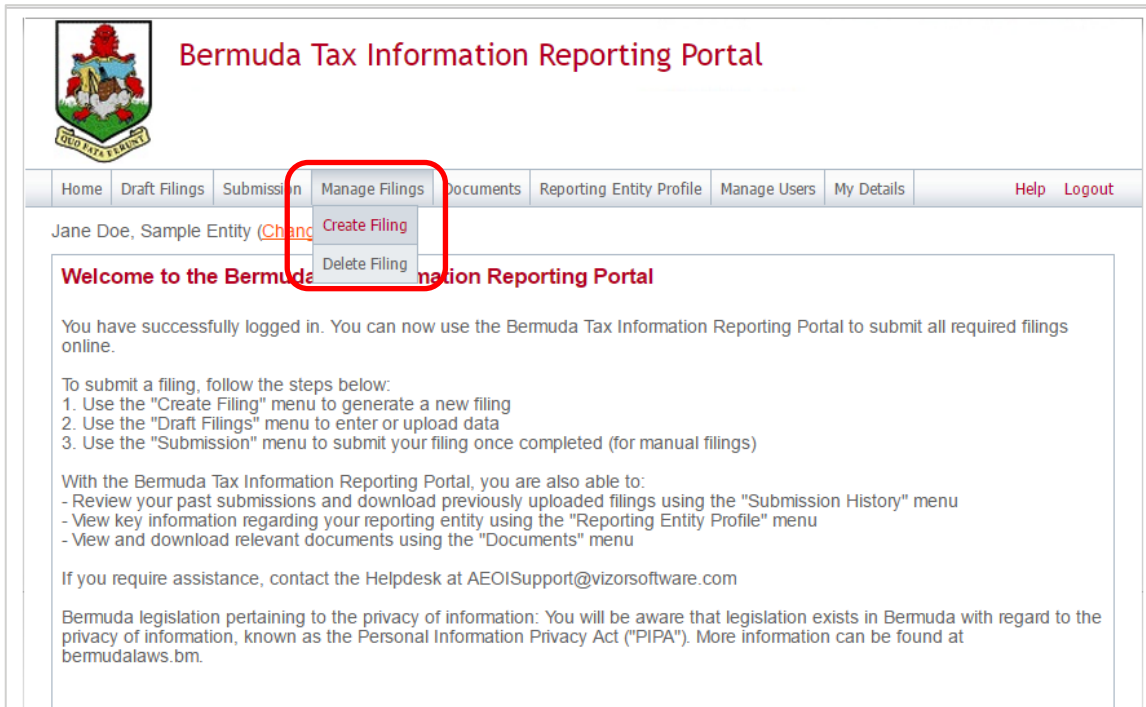 Bermuda Tax Information Reporting Portal
QUO FATA FERUNT
Home Draft Filings Submission Manage Filings Documents Reporting Entity Profile Manage Users My Details Help Logout
Jane Doe, Sample Entity (Chang
Create Filing
Delete Filing
Welcome to the Bermuda mation Reporting Portal
You have successfully logged in. You can now use the Bermuda Tax Information Reporting Portal to submit all required filings
online.
To submit a filing, follow the steps below:
1. Use the "Create Filing" menu to generate a new filing
2. Use the "Draft Filings" menu to enter or upload data
3. Use the "Submission" menu to submit your filing once completed (for manual filings)
With the Bermuda Tax Information Reporting Portal, you are also able to:
- Review your past submissions and download previously uploaded filings using the "Submission History" menu
- View key information regarding your reporting entity using the "Reporting Entity Profile" menu
- View and download relevant documents using the "Documents" menu
If you require assistance, contact the Helpdesk at AEOISupport@vizorsoftware.com
Bermuda legislation pertaining to the privacy of information: You will be aware that legislation exists in Bermuda with regard to the
privacy of information, known as the Personal Information Privacy Act ("PIPA"). More information can be found at
bermudalaws.bm.